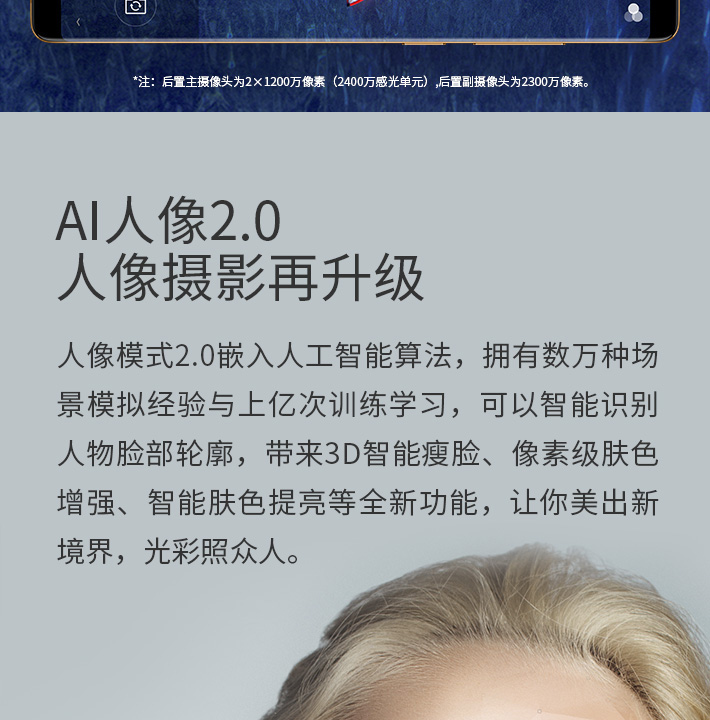 *注：后置主摄像头为2×1200万像素（2400万感光单元）,后置副摄像头为2300万像素。
AI人像2.0
人像摄影再升级
人像模式2.0嵌入人工智能算法，拥有数万种场
景模拟经验与上亿次训练学习，可以智能识别
人物脸部轮廓，带来3D智能瘦脸、像素级肤色
增强、智能肤色提亮等全新功能，让你美出新
境界，光彩照众人。